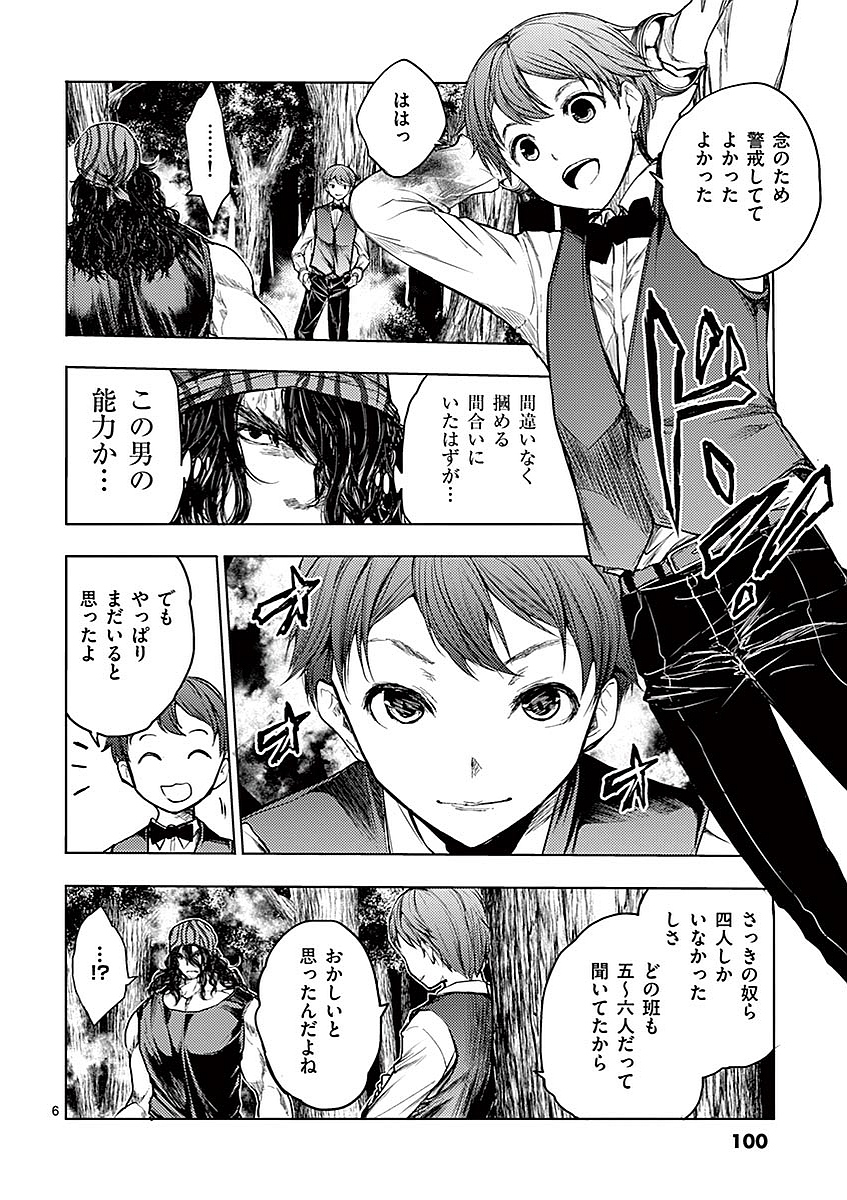 念のため
警戒してて
よかった
よかった
ははっ
……！
ドーン
間違いなく
掴める
間合いに
いたはずが…
この男の
能力か…
でも
やっぱり
まだいると
思ったよ
さっきの奴ら
四人しか
いなかった
しさ
どの班も
五〜六人だって
聞いてたから
おかしいと
思ったんだよね
…!?
6
100